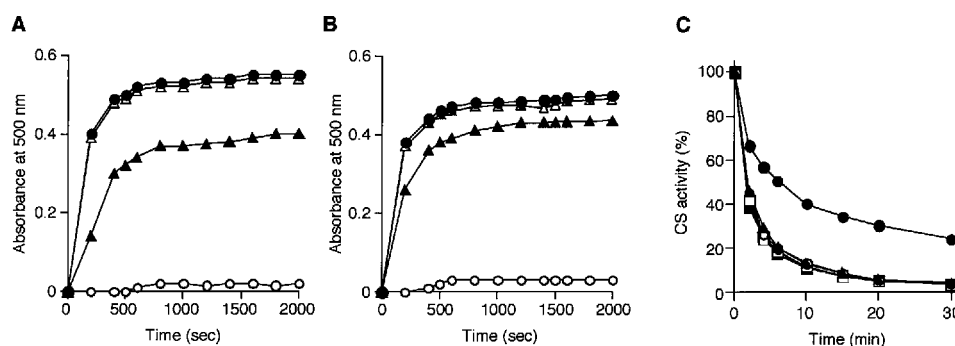 A
0.6
0.4
0.2
0
Absorbance at 500 nm
0 500 1000 1500 2000
Time (sec)
B
0.6
0.4
0.2
0
Absorbance at 500 nm
0 500 1000 1500 2000
Time (sec)
C
100
80
60
40
20
0
CS activity (%)
0 10 20 30
Time (min)